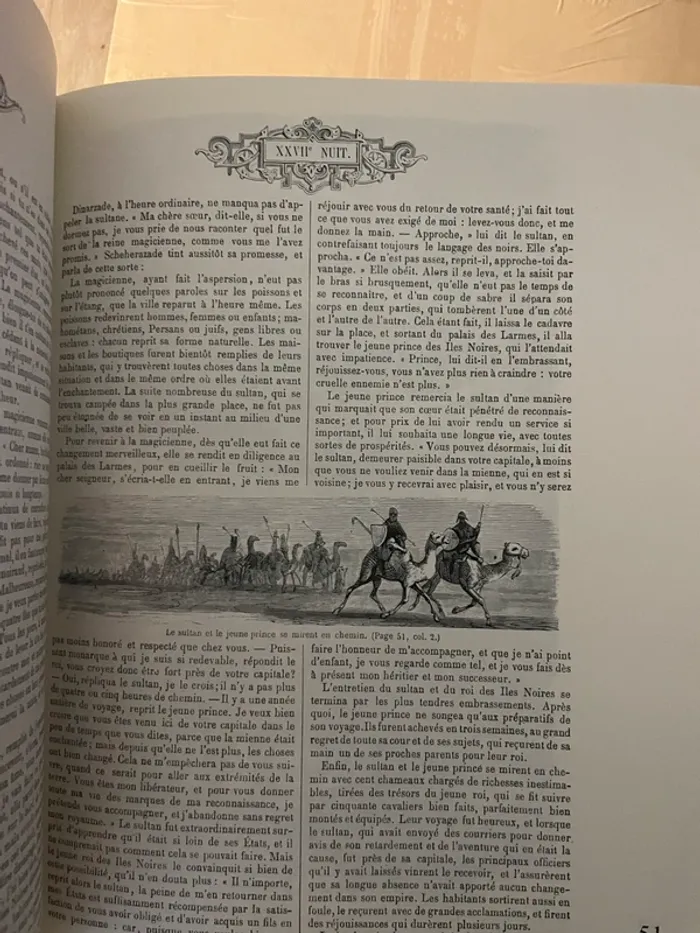 XXVIIᵉ NUIT.
Dinarzade, à l'heure ordinaire, ne manqua pas d'ap-
peler la sultane. « Ma chère sœur, dit-elle, si vous ne
dormez pas, je vous prie de nous raconter quel fut le
sort de la reine magicienne, comme vous me l'avez
promis. » Scheherazade tint aussitôt sa promesse, et
parla de cette sorte :
La magicienne, ayant fait l'aspersion, n'eut pas
plutôt prononcé quelques paroles sur les poissons et
sur l'étang, que la ville reparut à l'heure même. Les
poissons redevinrent hommes, femmes ou enfants; ma-
hométans, chrétiens, Persans ou juifs, gens libres ou
esclaves : chacun reprit sa forme naturelle. Les mai-
sons et les boutiques furent bientôt remplies de leurs
habitants, qui y trouvèrent toutes choses dans la même
situation et dans le même ordre où elles étaient avant
l'enchantement. La suite nombreuse du sultan, qui se
trouva campée dans la plus grande place, ne fut pas
peu étonnée de se voir en un instant au milieu d'une
ville belle, vaste et bien peuplée.
Pour revenir à la magicienne, dès qu'elle eut fait ce
changement merveilleux, elle se rendit en diligence au
palais des Larmes, pour en cueillir le fruit : « Mon
cher seigneur, s'écria-t-elle en entrant, je viens me
réjouir avec vous du retour de votre santé; j'ai fait tout
ce que vous avez exigé de moi : levez-vous donc, et me
donnez la main. — Approche, » lui dit le sultan, en
contrefaisant toujours le langage des noirs. Elle s'ap-
procha. « Ce n'est pas assez, reprit-il, approche-toi da-
vantage. » Elle obéit. Alors il se leva, et la saisit par
le bras si brusquement, qu'elle n'eut pas le temps de
se reconnaître, et d'un coup de sabre il sépara son
corps en deux parties, qui tombèrent l'une d'un côté
et l'autre de l'autre. Cela étant fait, il laissa le cadavre
sur la place, et sortant du palais des Larmes, il alla
trouver le jeune prince des Iles Noires, qui l'attendait
avec impatience. « Prince, lui dit-il en l'embrassant,
réjouissez-vous, vous n'avez plus rien à craindre : votre
cruelle ennemie n'est plus. »
Le jeune prince remercia le sultan d'une manière
qui marquait que son cœur était pénétré de reconnais-
sance; et pour prix de lui avoir rendu un service si
important, il lui souhaita une longue vie, avec toutes
sortes de prospérités. « Vous pouvez désormais, lui dit
le sultan, demeurer paisible dans votre capitale, à moins
que vous ne vouliez venir dans la mienne, qui en est si
voisine; je vous y recevrai avec plaisir, et vous n'y serez
Le sultan et le jeune prince se mirent en chemin. (Page 51, col. 2.)
pas moins honoré et respecté que chez vous. — Puis-
sant monarque à qui je suis si redevable, répondit le
roi, vous croyez donc être fort près de votre capitale?
— Oui, répliqua le sultan, je le crois; il n'y a pas plus
de quatre ou cinq heures de chemin. — Il y a une année
entière du voyage, reprit le jeune prince. Je veux bien
croire que vous êtes venu ici de votre capitale dans le
peu de temps que vous dites, parce que la mienne était
enchantée; mais depuis qu'elle ne l'est plus, les choses
ont bien changé. Cela ne m'empêchera pas de vous sui-
vre, quand ce serait pour aller aux extrémités de la
terre. Vous êtes mon libérateur, et pour vous donner
toute ma vie des marques de ma reconnaissance, je
prétends vous accompagner, et j'abandonne sans regret
mon royaume. » Le sultan fut extraordinairement sur-
pris d'apprendre qu'il était si loin de ses États, et il
ne comprenait pas comment cela se pouvait faire. Mais
le jeune roi des Iles Noires le convainquit si bien de
cette possibilité, qu'il n'en douta plus : « Il n'importe,
reprit alors le sultan, la peine de m'en retourner dans
mes États est suffisamment récompensée par la satis-
faction de vous avoir obligé et d'avoir acquis un fils en
votre personne : car, puisque vous
faire l'honneur de m'accompagner, et que je n'ai point
d'enfant, je vous regarde comme tel, et je vous fais dès
à présent mon héritier et mon successeur. »
L'entretien du sultan et du roi des Iles Noires se
termina par les plus tendres embrassements. Après
quoi, le jeune prince ne songea qu'aux préparatifs de
son voyage. Ils furent achevés en trois semaines, au grand
regret de toute sa cour et de ses sujets, qui reçurent de sa
main un de ses proches parents pour leur roi.
Enfin, le sultan et le jeune prince se mirent en che-
min avec cent chameaux chargés de richesses inestima-
bles, tirées des trésors du jeune roi, qui se fit suivre
par cinquante cavaliers bien faits, parfaitement bien
montés et équipés. Leur voyage fut heureux, et lorsque
le sultan, qui avait envoyé des courriers pour donner
avis de son retardement et de l'aventure qui en était la
cause, fut près de sa capitale, les principaux officiers
qu'il y avait laissés vinrent le recevoir, et l'assurèrent
que sa longue absence n'avait apporté aucun change-
ment dans son empire. Les habitants sortirent aussi en
foule, le reçurent avec de grandes acclamations, et firent
des réjouissances qui durèrent plusieurs jours.
51